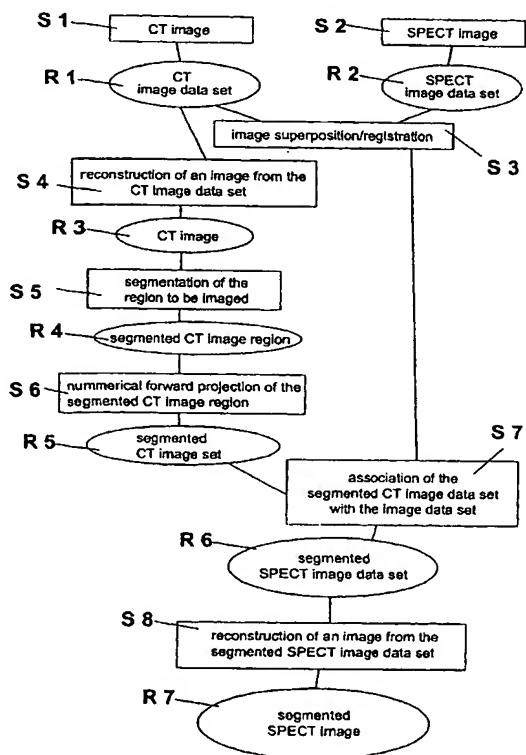 S 1
CT image
S 2
SPECT image
R 1
CT
image data set
R 2
SPECT
image data set
image superposition/registration
S 3
S 4
reconstruction of an image from the
CT image data set
R 3
CT image
S 5
segmentation of the
region to be imaged
R 4
segmented CT image region
S 6
nummerical forward projection of the
segmented CT image region
R 5
segmented
CT image set
S 7
association of the
segmented CT image data set
with the image data set
R 6
segmented
SPECT image data set
S 8
reconstruction of an image from the
segmented SPECT image data set
R 7
segmented
SPECT image